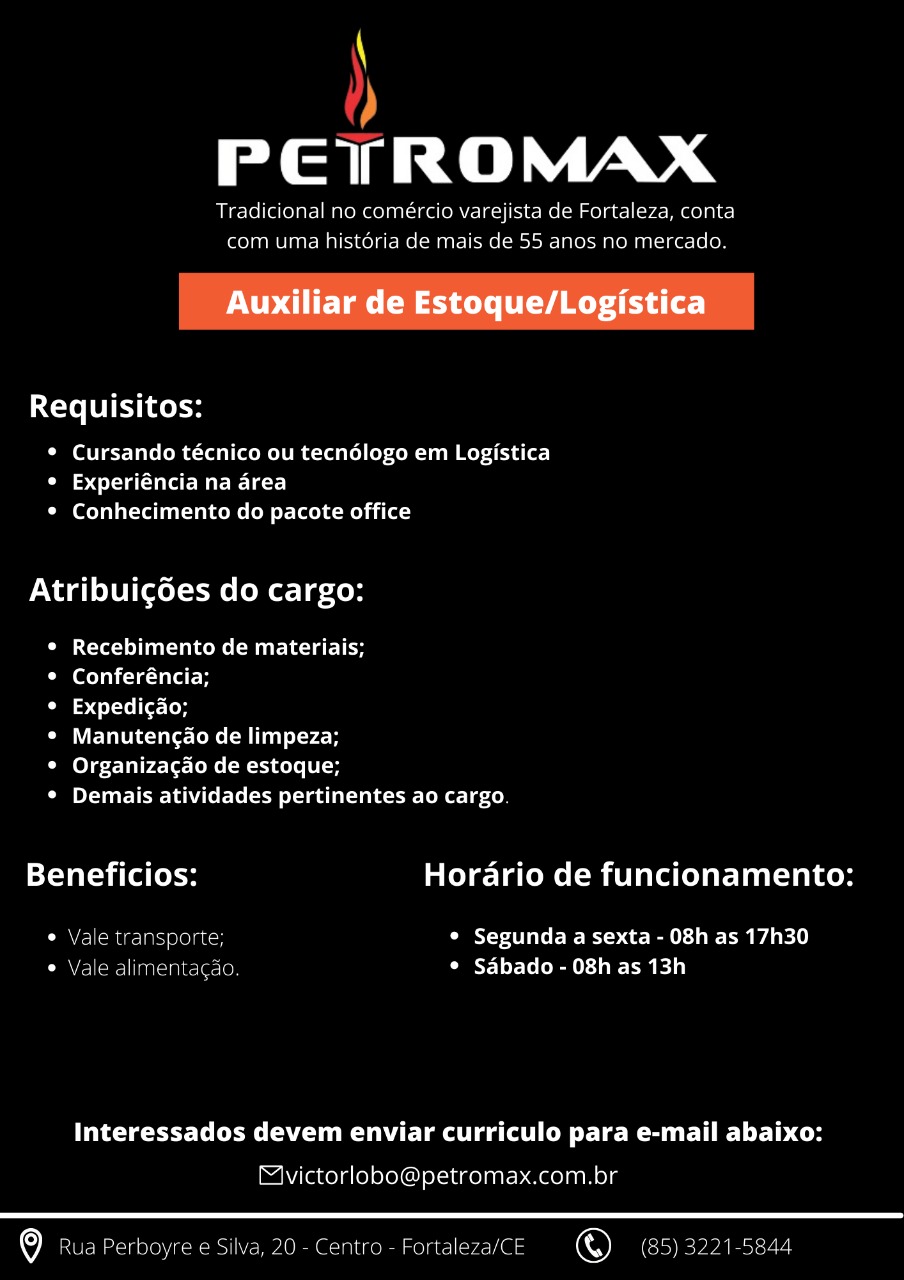 PETROMAX
Tradicional no comércio varejista de Fortaleza, conta
com uma história de mais de 55 anos no mercado.
Auxiliar de Estoque/Logística
Requisitos:
• Cursando técnico ou tecnólogo em Logística
• Experiência na área
• Conhecimento do pacote office
Atribuições do cargo:
• Recebimento de materiais;
• Conferência;
• Expedição;
• Manutenção de limpeza;
• Organização de estoque;
• Demais atividades pertinentes ao cargo.
Beneficios:
• Vale transporte;
• Vale alimentação.
Horário de funcionamento:
• Segunda a sexta - 08h as 17h30
• Sábado - 08h as 13h
Interessados devem enviar curriculo para e-mail abaixo:
victorlobo@petromax.com.br
Rua Perboyre e Silva, 20 - Centro - Fortaleza/CE
(85) 3221-5844